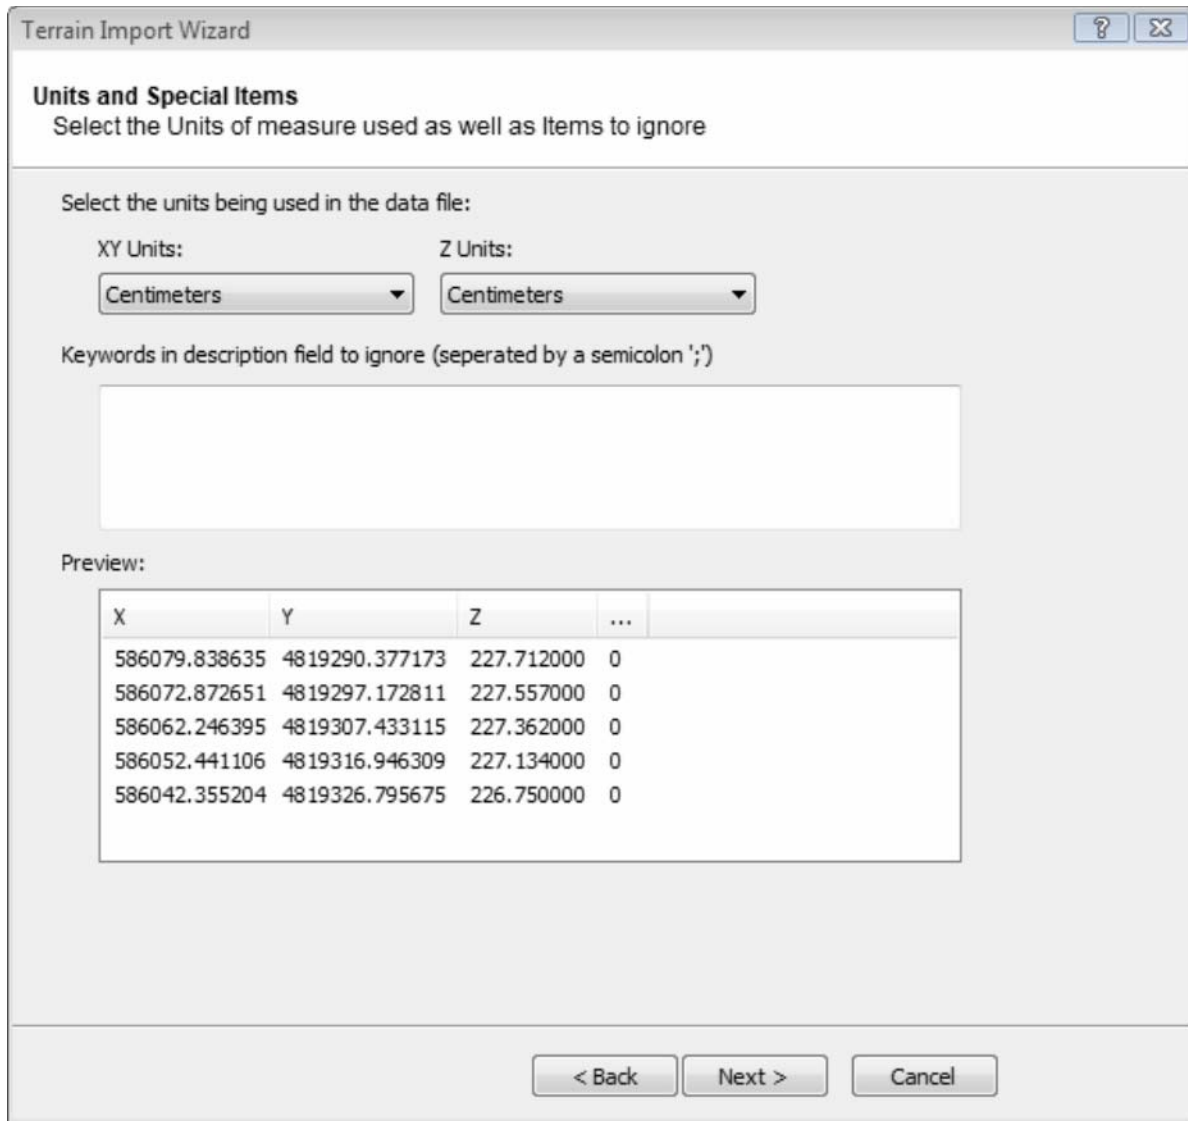 Terrain Import Wizard
Units and Special Items
Select the Units of measure used as well as Items to ignore
Select the units being used in the data file:
XY Units: Z Units:
Centimeters Centimeters
Keywords in description field to ignore (seperated by a semicolon ';')
Preview:
X Y Z ...
586079.838635 4819290.377173 227.712000 0
586072.872651 4819297.172811 227.557000 0
586062.246395 4819307.433115 227.362000 0
586052.441106 4819316.946309 227.134000 0
586042.355204 4819326.795675 226.750000 0
< Back Next > Cancel